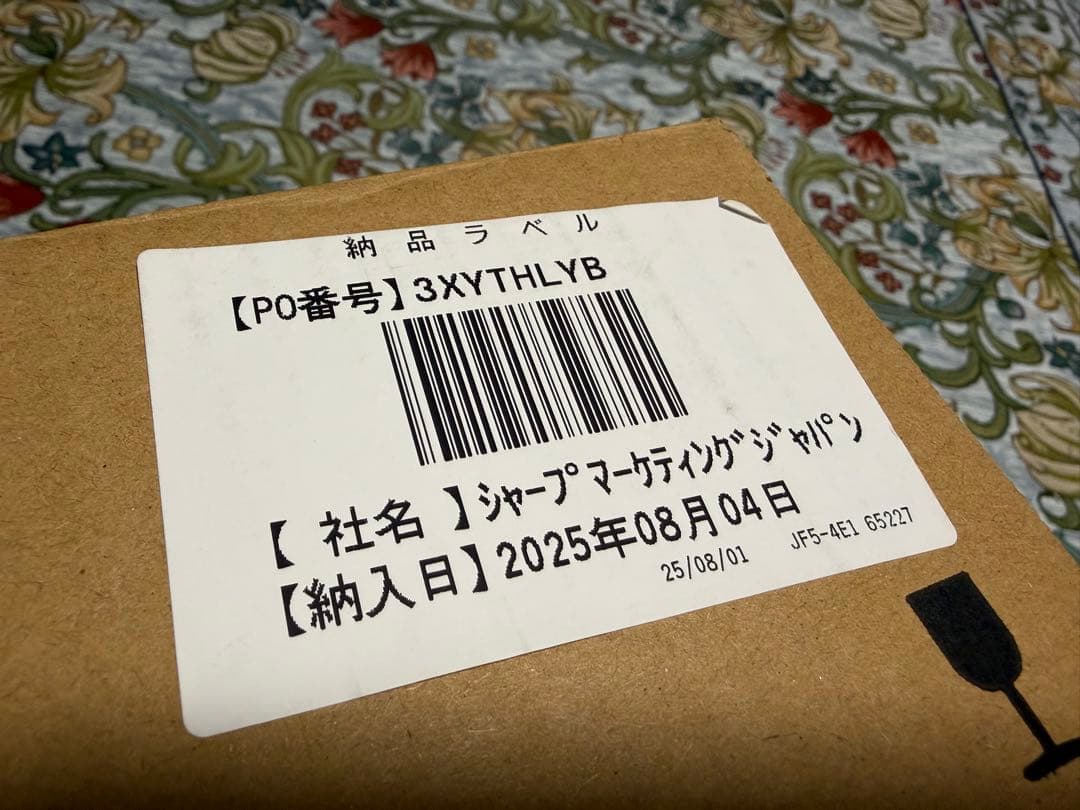 納品ラベル
【PO番号】3XYTHLYB
【 社名 】シャープマーケティングジャパン
【納入日】2025年08月04日
25/08/01 JF5-4E1 65227